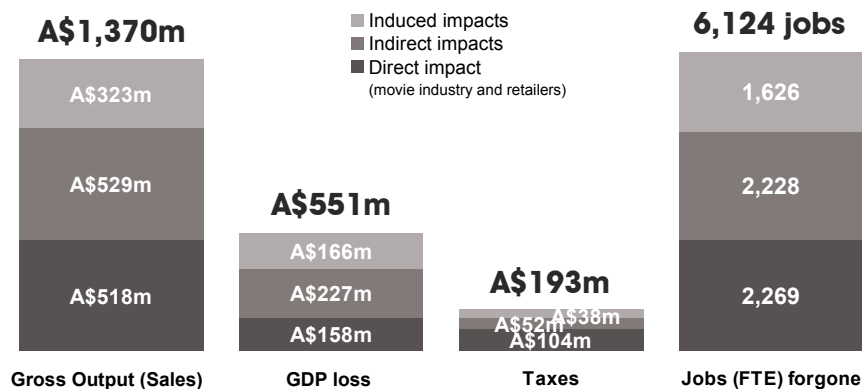 A$1,370m
A$323m
A$529m
A$518m
Gross Output (Sales)
Induced impacts
Indirect impacts
Direct impact
(movie industry and retailers)
A$551m
A$166m
A$227m
A$158m
GDP loss
A$193m
A$38m
A$52m
A$104m
Taxes
6,124 jobs
1,626
2,228
2,269
Jobs (FTE) forgone